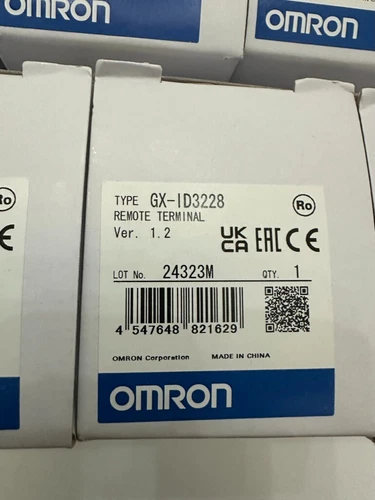 OMRON
OMRON
Ro
TYPE GX-ID3228
REMOTE TERMINAL
Ver. 1.2
Ro
UK
CA EAC CE
LOT No. 24323M
QTY. 1
4 547648 821629
OMRON Corporation
MADE IN CHINA
OMRON